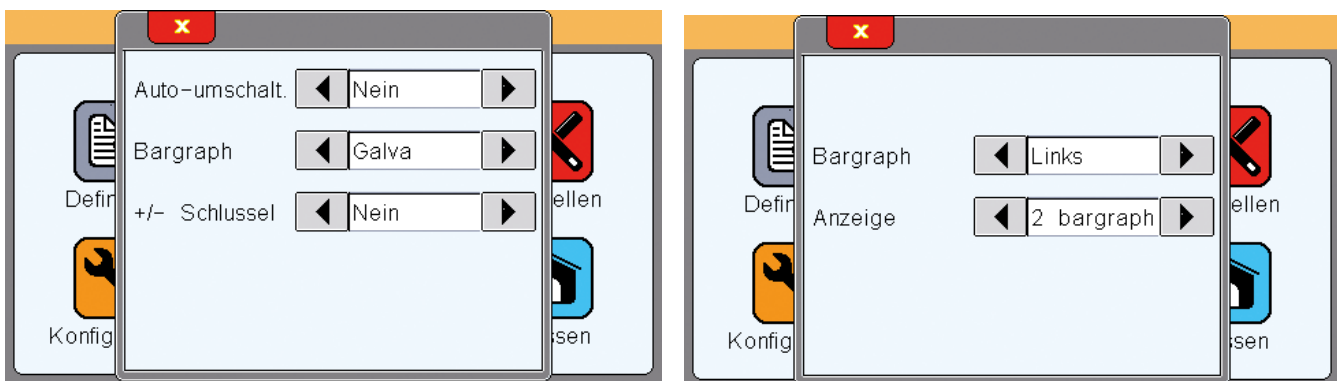 x
Auto-umschalt. Nein
Bargraph Galva
+/- Schlussel Nein
Defin
ellen
Konfig
ssen
x
Bargraph Links
Anzeige 2 bargraph
Defin
ellen
Konfig
ssen